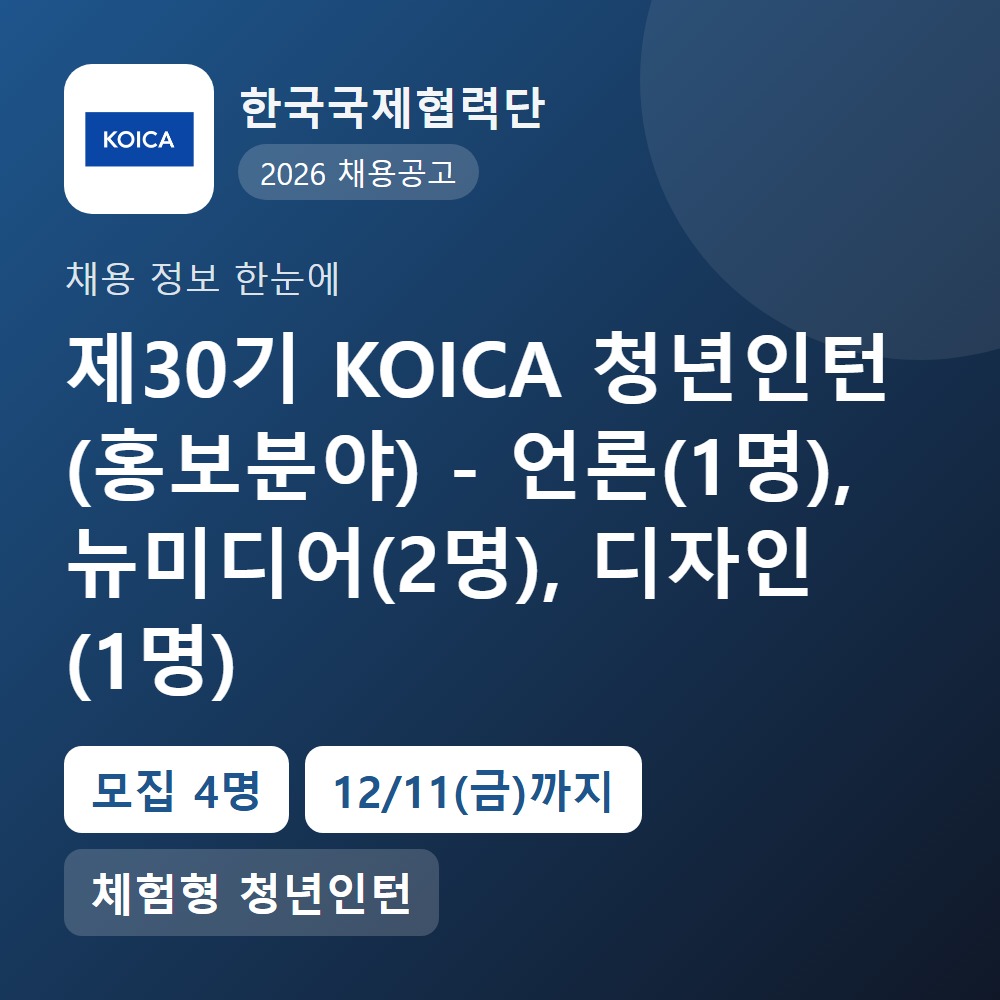 KOICA
한국국제협력단
2026 채용공고
채용 정보 한눈에
제30기 KOICA 청년인턴
(홍보분야) - 언론(1명),
뉴미디어(2명), 디자인
(1명)
모집 4명
12/11(금)까지
체험형 청년인턴